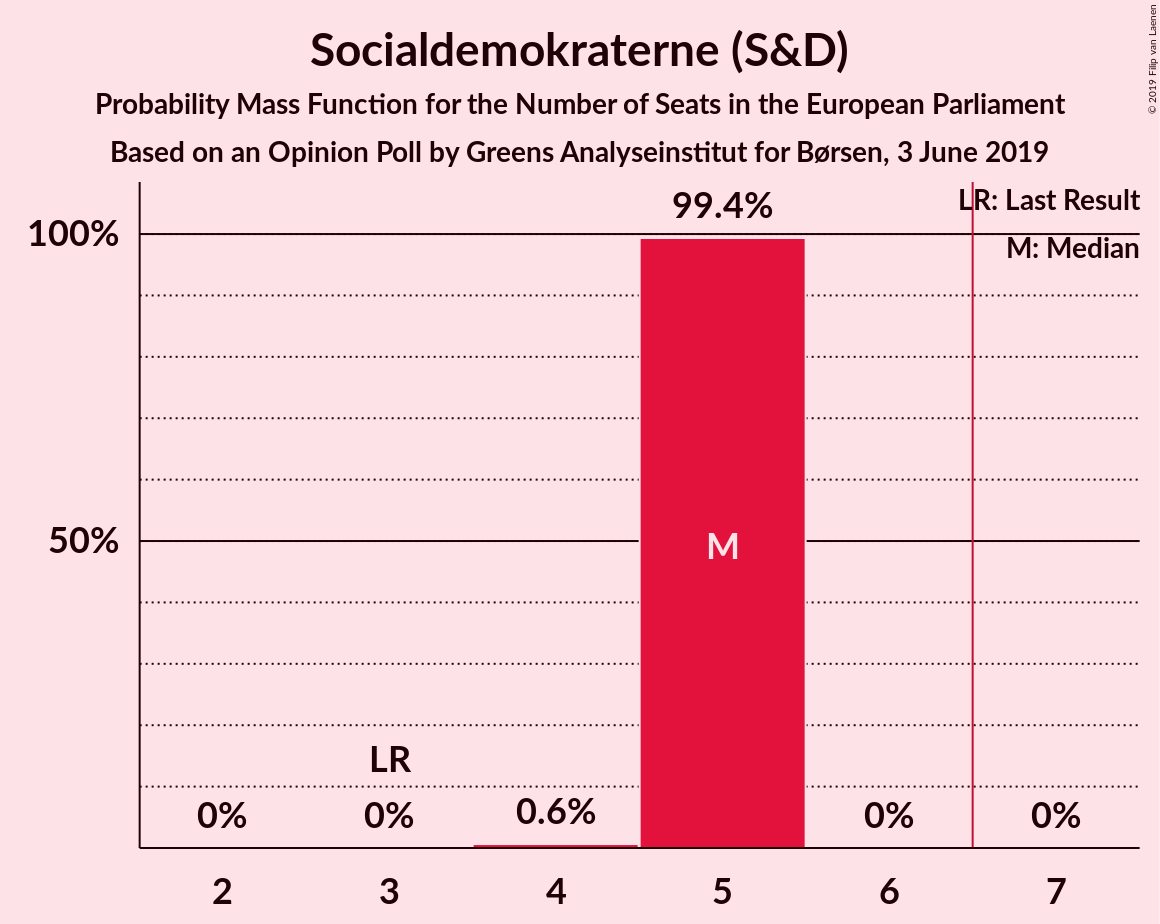 Socialdemokraterne (S&D)
Probability Mass Function for the Number of Seats in the European Parliament
Based on an Opinion Poll by Greens Analyseinstitut for Børsen, 3 June 2019
© 2019 Filip van Laenen
LR: Last Result
M: Median
100%
50%
99.4%
M
LR
0%
0%
0.6%
0%
0%
2
3
4
5
6
7